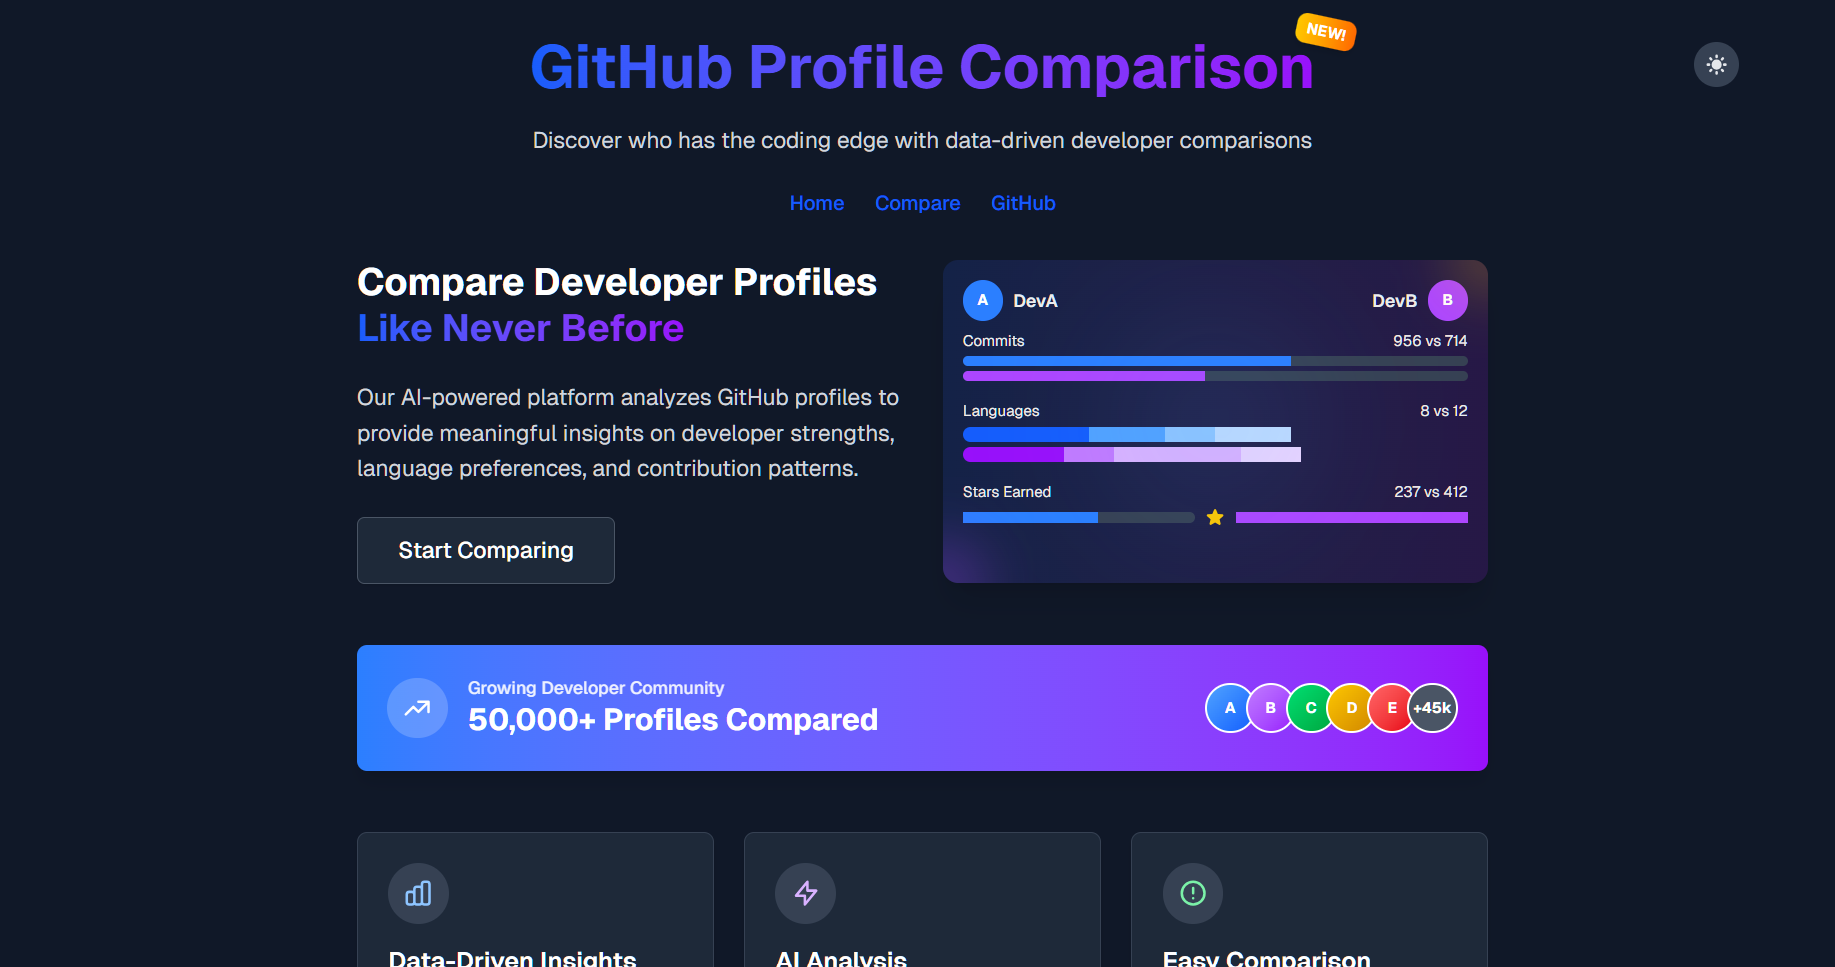 NEW!
GitHub Profile Comparison
Discover who has the coding edge with data-driven developer comparisons
Home Compare GitHub
Compare Developer Profiles
Like Never Before
Our AI-powered platform analyzes GitHub profiles to
provide meaningful insights on developer strengths,
language preferences, and contribution patterns.
Start Comparing
A DevA DevB B
Commits 956 vs 714
Languages 8 vs 12
Stars Earned 237 vs 412
Growing Developer Community
50,000+ Profiles Compared
A B C D E +45k
Data-Driven Insights
AI Analysis
Easy Comparison